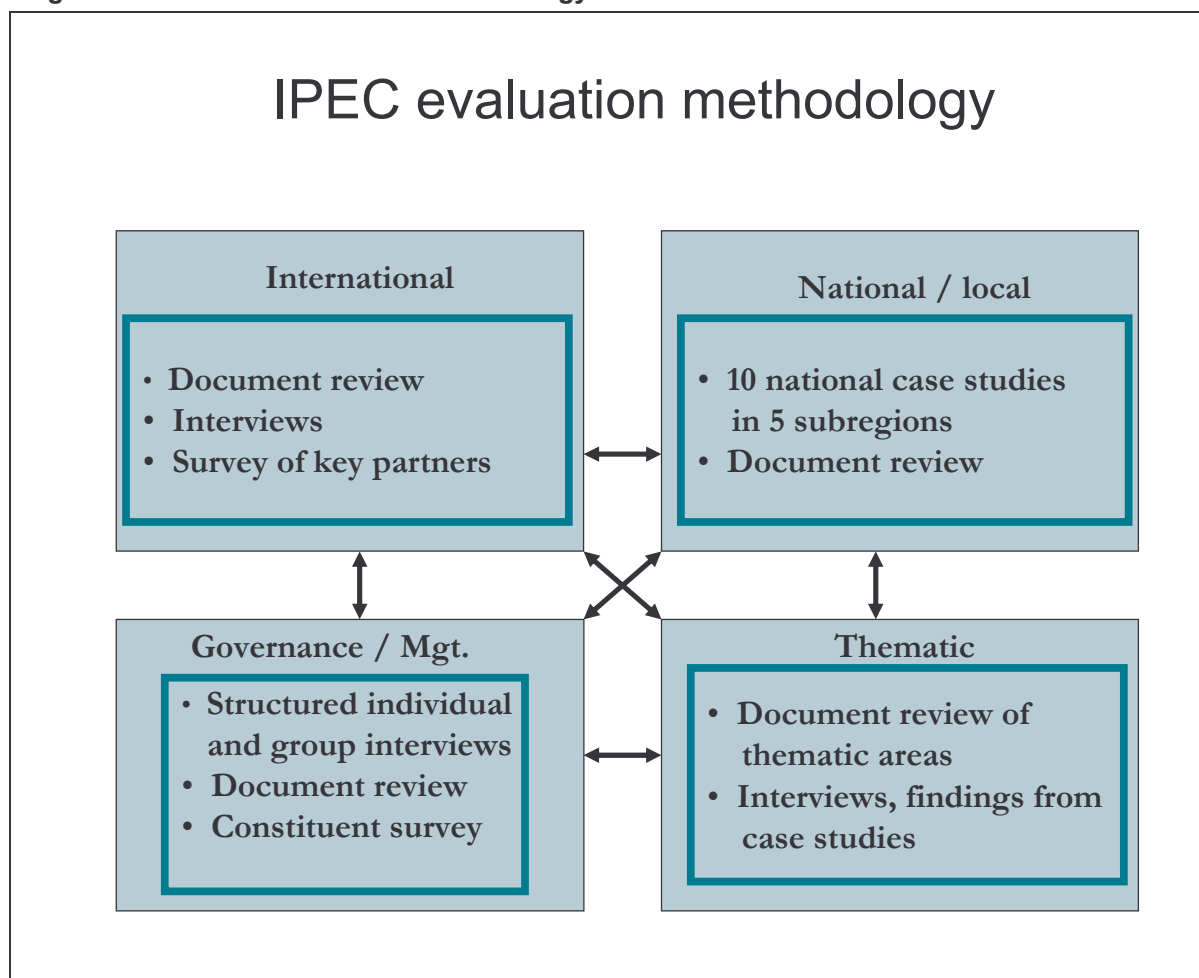 IPEC evaluation methodology
International
• Document review
• Interviews
• Survey of key partners
National / local
• 10 national case studies
in 5 subregions
• Document review
Governance / Mgt.
• Structured individual
and group interviews
• Document review
• Constituent survey
Thematic
• Document review of
thematic areas
• Interviews, findings from
case studies